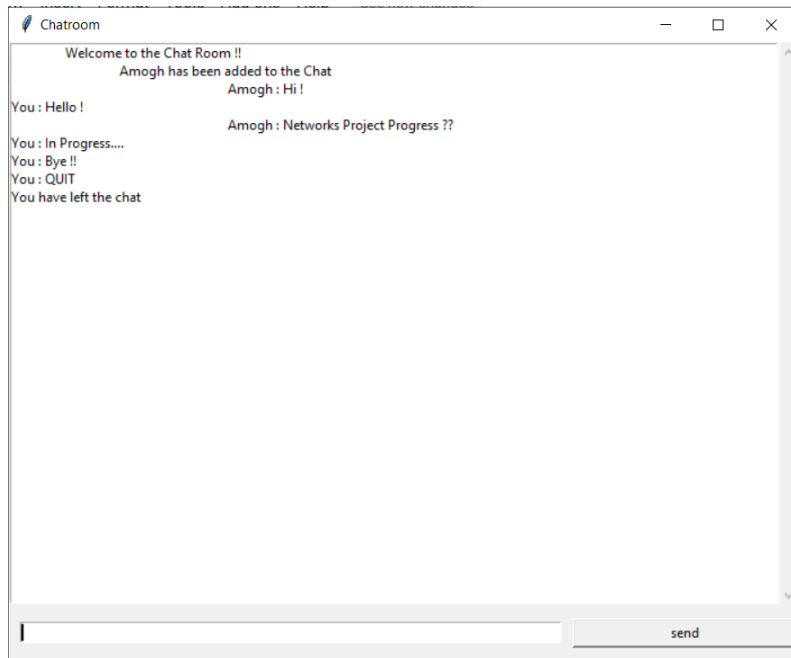 Chatroom
Welcome to the Chat Room !!
Amogh has been added to the Chat
Amogh : Hi !
You : Hello !
Amogh : Networks Project Progress ??
You : In Progress....
You : Bye !!
You : QUIT
You have left the chat
send